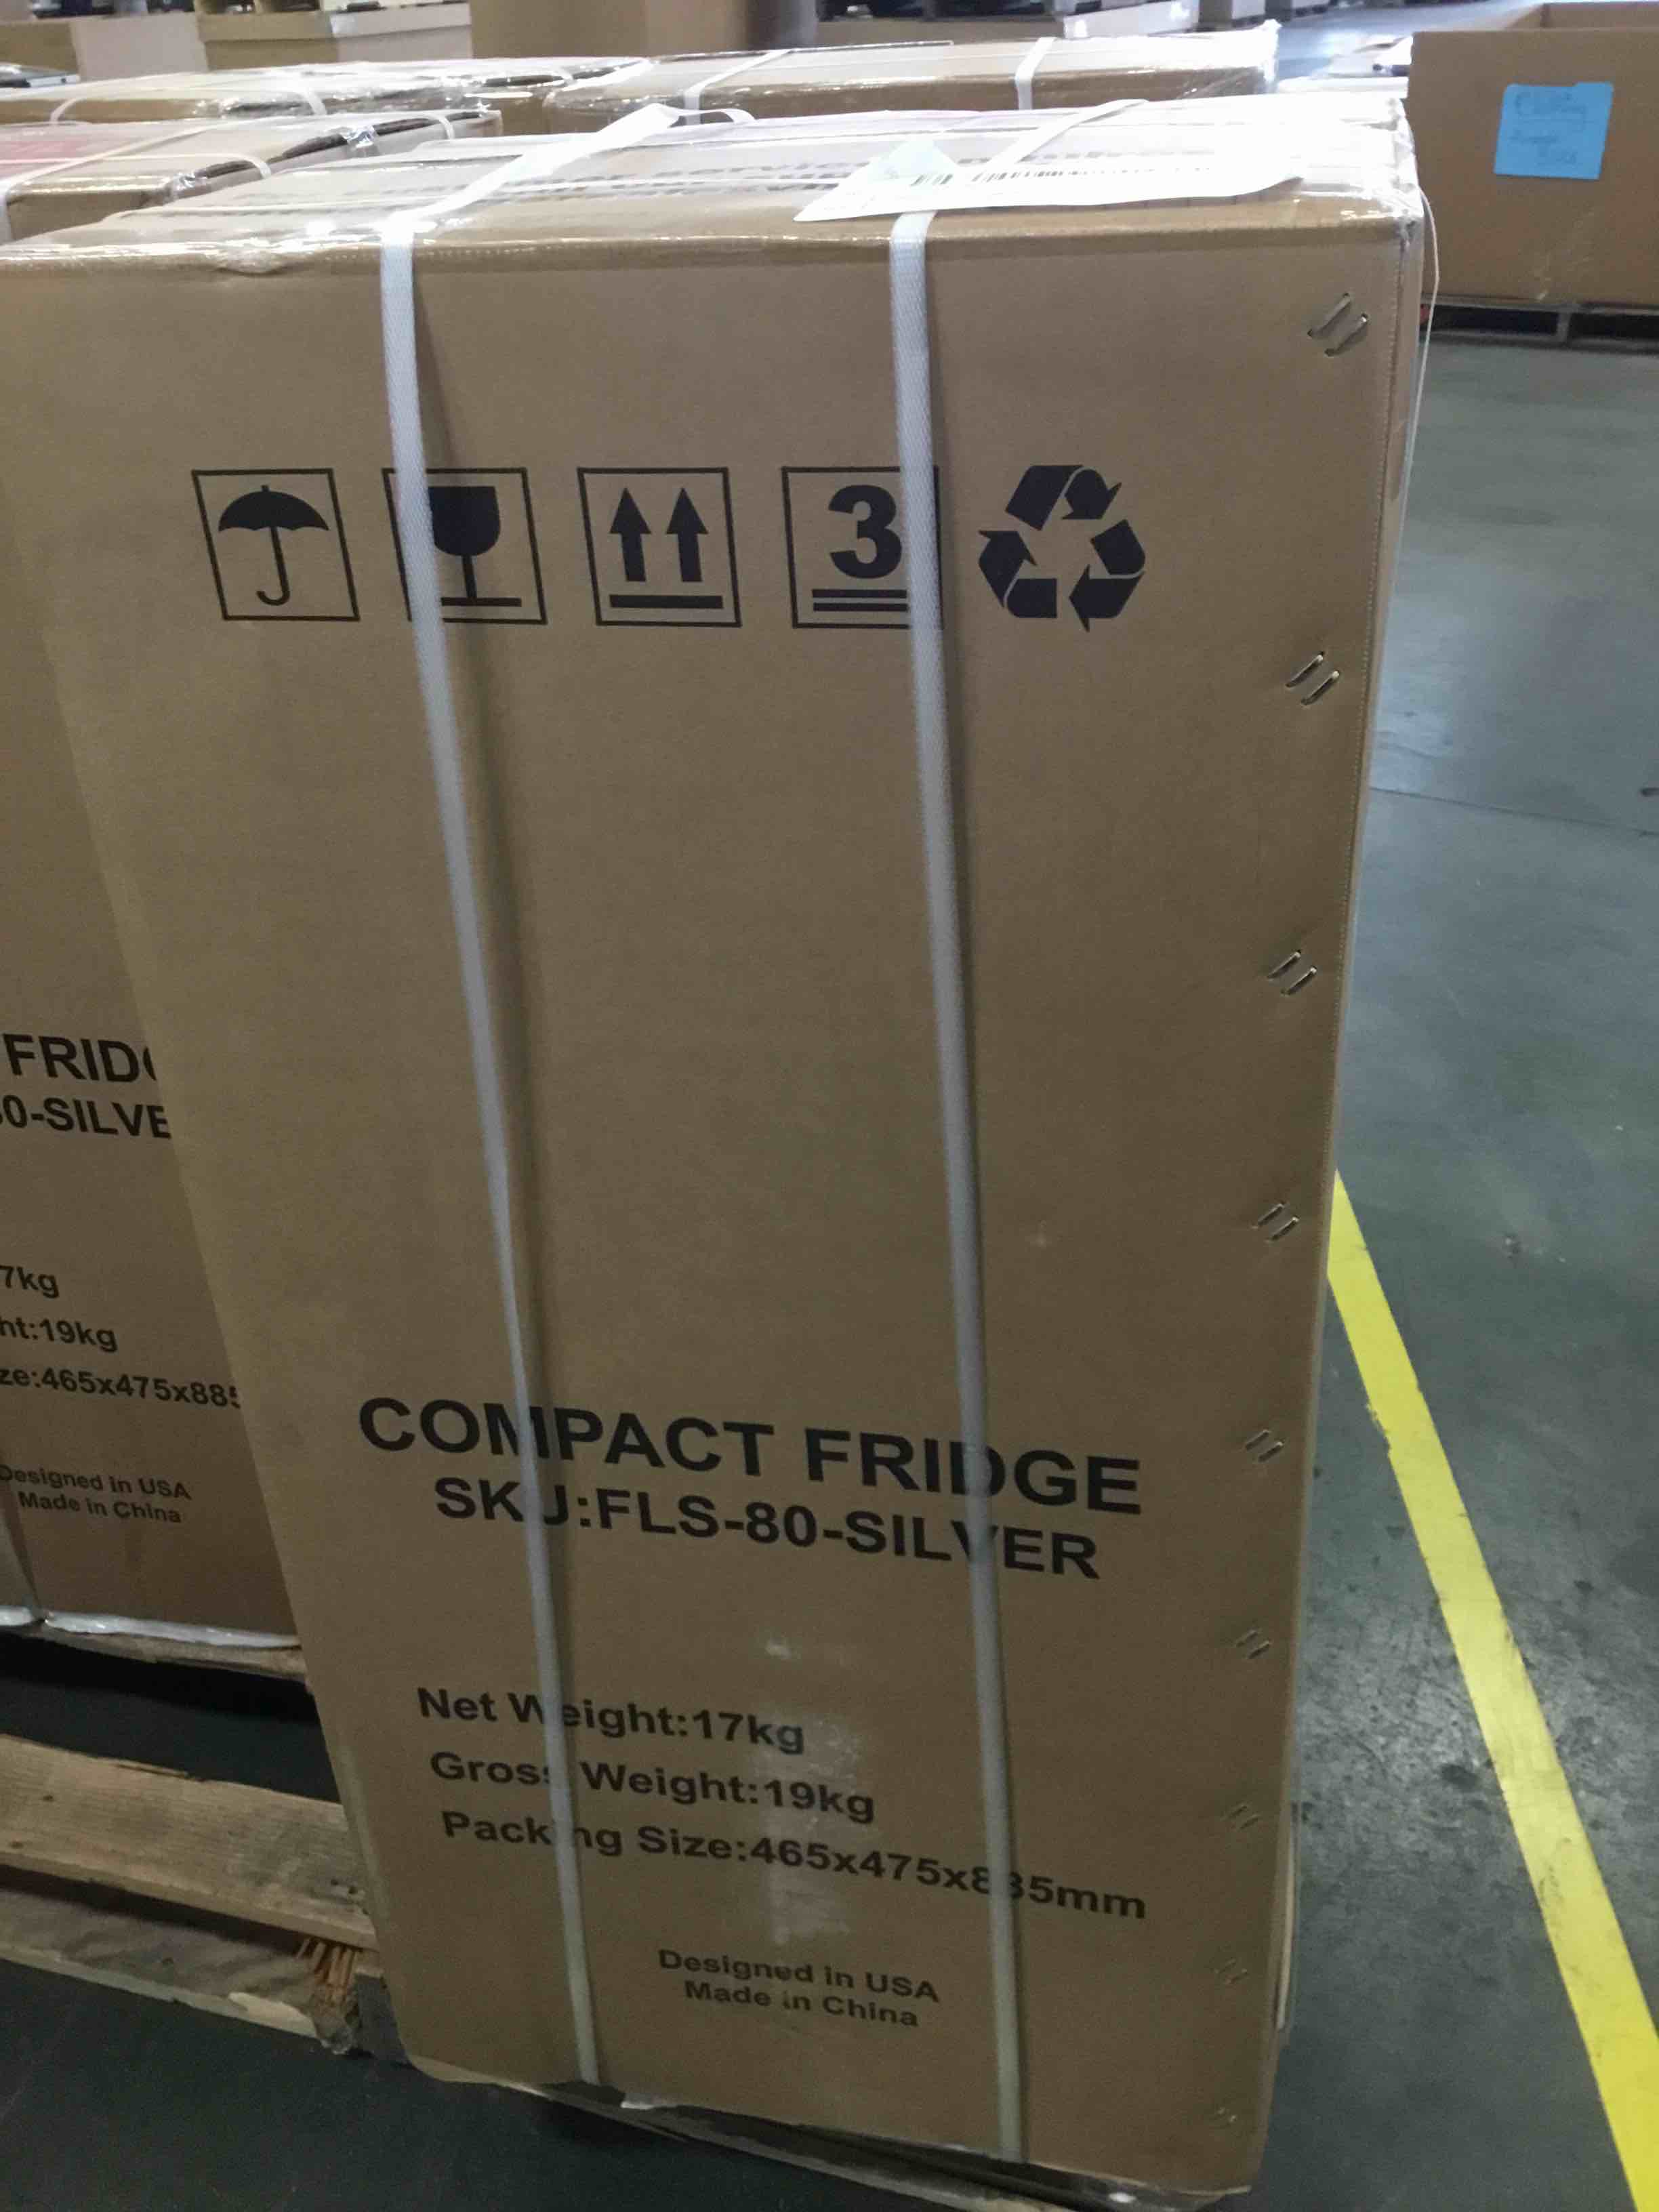 3
COMPACT FRIDGE
SKU:FLS-80-SILVER
Net Weight:17kg
Gross Weight:19kg
Packing Size:465x475x885mm
Designed in USA
Made in China
FRIDG
80-SILVE
7kg
ht:19kg
ze:465x475x885
Designed in USA
Made in China